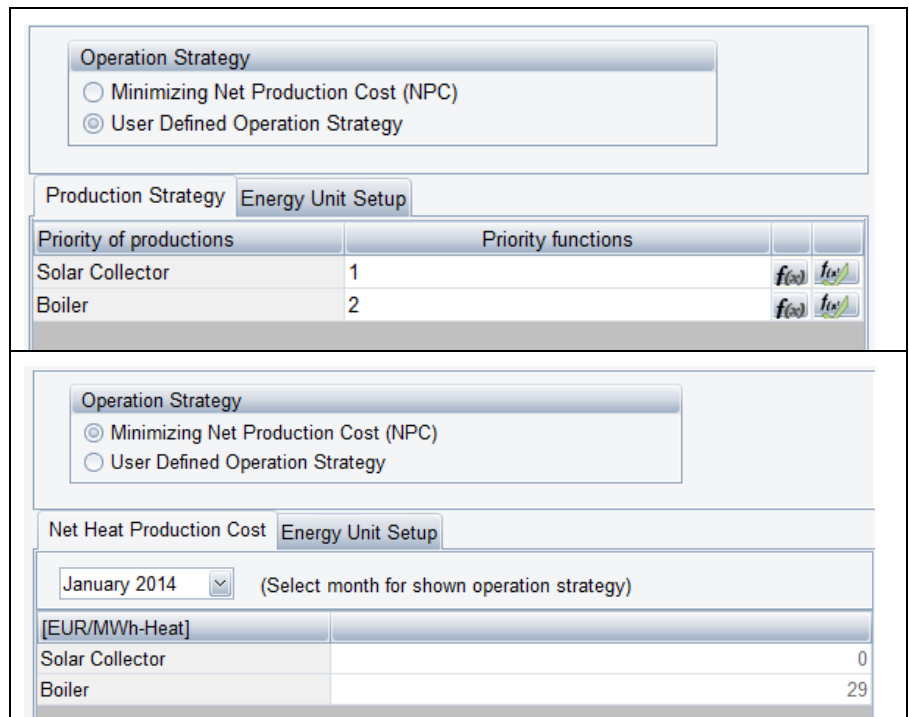 Operation Strategy
Minimizing Net Production Cost (NPC)
User Defined Operation Strategy
Production Strategy Energy Unit Setup
Priority of productions Priority functions
Solar Collector 1 f(x) f(x)
Boiler 2 f(x) f(x)
Operation Strategy
Minimizing Net Production Cost (NPC)
User Defined Operation Strategy
Net Heat Production Cost Energy Unit Setup
January 2014 (Select month for shown operation strategy)
[EUR/MWh-Heat]
Solar Collector 0
Boiler 29